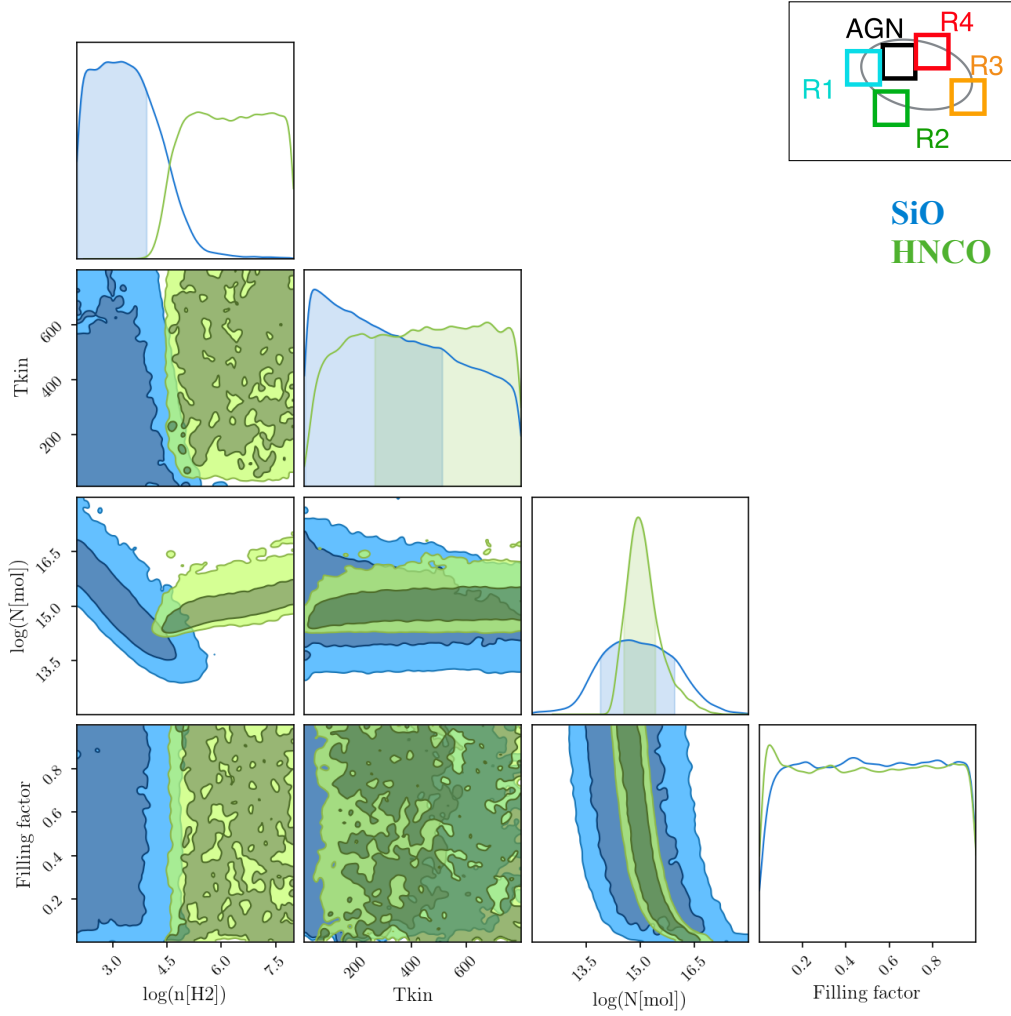 AGN
R4
R3
R1
R2
SiO
HNCO
600
400
200
Tkin
16.5
15.0
13.5
log(N[mol])
0.8
0.6
0.4
0.2
Filling factor
3.0 4.5 6.0 7.5
log(n[H2])
200 400 600
Tkin
13.5 15.0 16.5
log(N[mol])
0.2 0.4 0.6 0.8
Filling factor